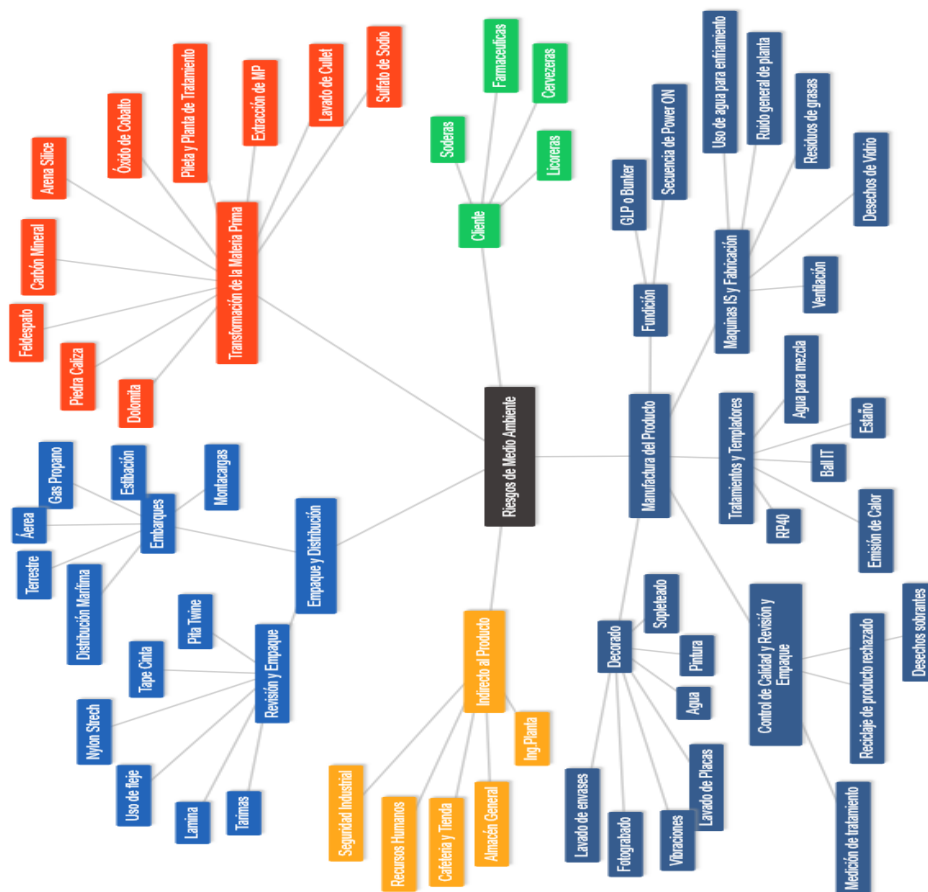 Riesgos de Medio Ambiente
Transformación de la Materia Prima
Dolomita
Piedra Caliza
Feldespato
Carbón Mineral
Arena Sílice
Óxido de Cobalto
Pileta y Planta de Tratamiento
Extracción de MP
Lavado de Cullet
Sulfato de Sodio
Cliente
Soderas
Farmaceuticas
Cervezeras
Licoreras
Manufactura del Producto
Fundición
GLP o Bunker
Secuencia de Power ON
Maquinas IS y Fabricación
Uso de agua para enfriamiento
Ruido general de planta
Residuos de grasas
Desechos de Vidrio
Ventilación
Tratamientos y Templadores
Agua para mezcla
Estaño
Ball IT
Emisión de Calor
RP40
Control de Calidad y Revisión y
Empaque
Desechos sobrantes
Reciclaje de producto rechazado
Medición de tratamiento
Decorado
Sopleteado
Pintura
Agua
Lavado de Placas
Vibraciones
Fotograbado
Lavado de envases
Indirecto al Producto
Ing.Planta
Almacén General
Cafeteria y Tienda
Recursos Humanos
Seguridad Industrial
Empaque y Distribución
Revisión y Empaque
Tarimas
Lamina
Uso de fleje
Nylon Strech
Tape Cinta
Pita Twine
Embarques
Distribución Marítima
Terrestre
Áerea
Gas Propano
Estibación
Montacargas